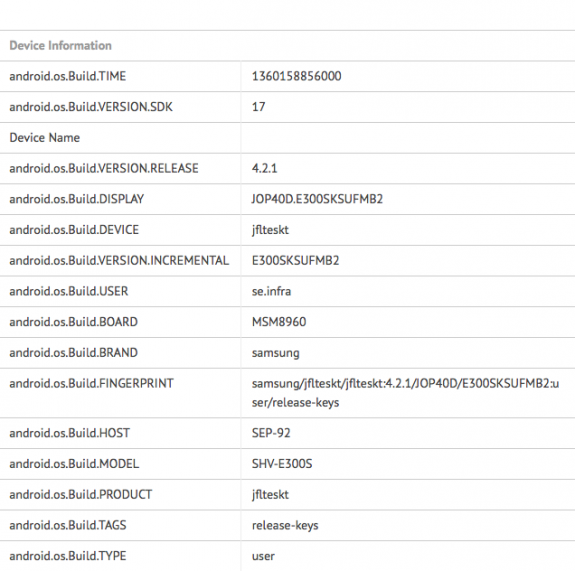 Device Information
android.os.Build.TIME 1360158856000
android.os.Build.VERSION.SDK 17
Device Name
android.os.Build.VERSION.RELEASE 4.2.1
android.os.Build.DISPLAY JOP40D.E300SKSUFMB2
android.os.Build.DEVICE jflteskt
android.os.Build.VERSION.INCREMENTAL E300SKSUFMB2
android.os.Build.USER se.infra
android.os.Build.BOARD MSM8960
android.os.Build.BRAND samsung
android.os.Build.FINGERPRINT samsung/jflteskt/jflteskt:4.2.1/JOP40D/E300SKSUFMB2:u
ser/release-keys
android.os.Build.HOST SEP-92
android.os.Build.MODEL SHV-E300S
android.os.Build.PRODUCT jflteskt
android.os.Build.TAGS release-keys
android.os.Build.TYPE user